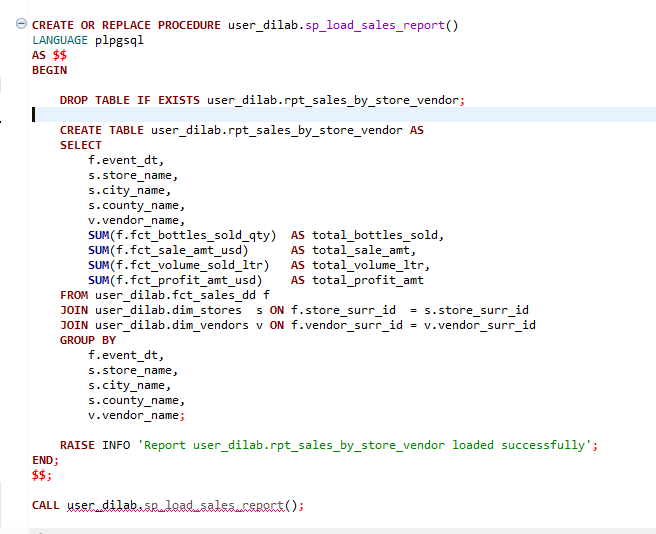 CREATE OR REPLACE PROCEDURE user_dilab.sp_load_sales_report()
LANGUAGE plpgsql
AS $$
BEGIN
DROP TABLE IF EXISTS user_dilab.rpt_sales_by_store_vendor;
CREATE TABLE user_dilab.rpt_sales_by_store_vendor AS
SELECT
f.event_dt,
s.store_name,
s.city_name,
s.county_name,
v.vendor_name,
SUM(f.fct_bottles_sold_qty)  AS total_bottles_sold,
SUM(f.fct_sale_amt_usd)      AS total_sale_amt,
SUM(f.fct_volume_sold_ltr)   AS total_volume_ltr,
SUM(f.fct_profit_amt_usd)    AS total_profit_amt
FROM user_dilab.fct_sales_dd f
JOIN user_dilab.dim_stores  s ON f.store_surr_id  = s.store_surr_id
JOIN user_dilab.dim_vendors v ON f.vendor_surr_id = v.vendor_surr_id
GROUP BY
f.event_dt,
s.store_name,
s.city_name,
s.county_name,
v.vendor_name;
RAISE INFO 'Report user_dilab.rpt_sales_by_store_vendor loaded successfully';
END;
$$;
CALL user_dilab.sp_load_sales_report();